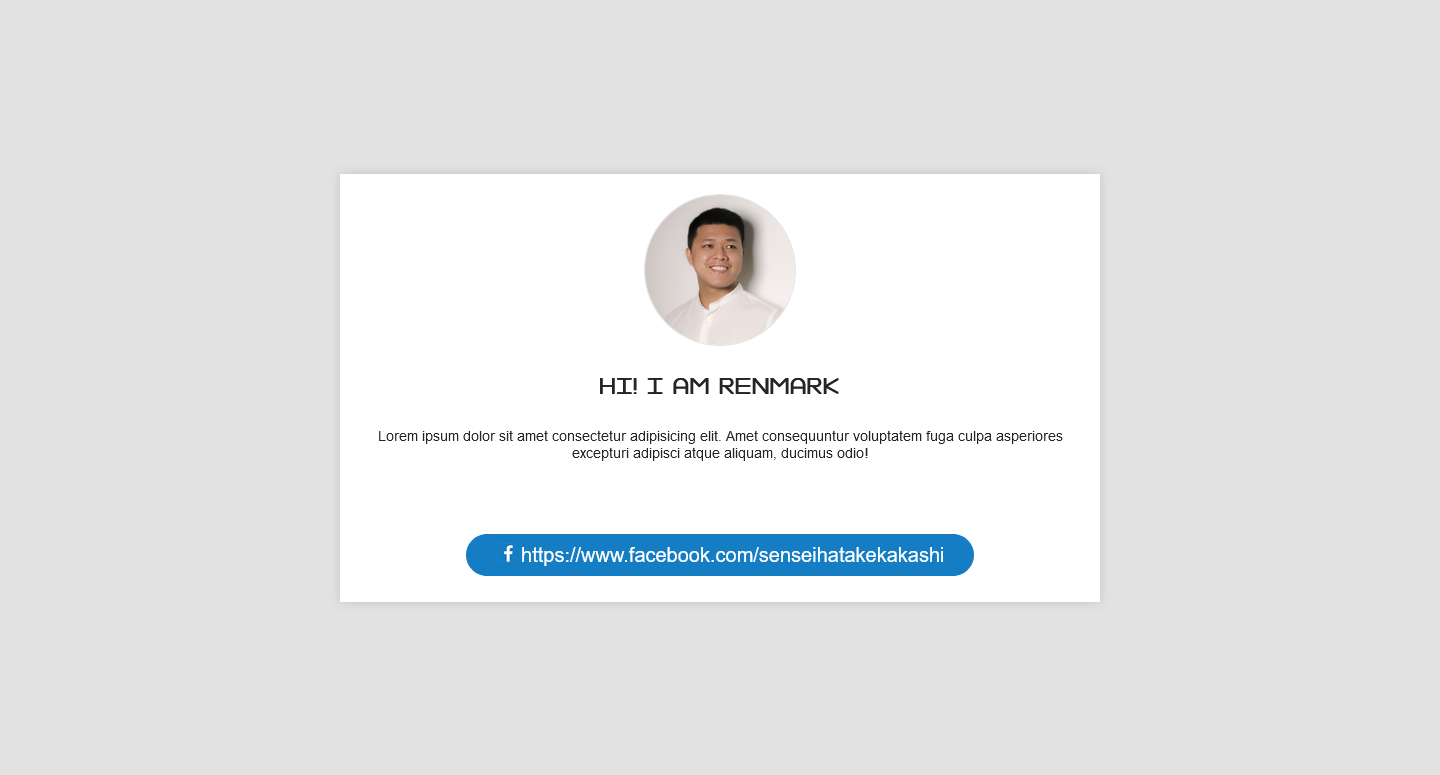 HI! I AM RENMARK
Lorem ipsum dolor sit amet consectetur adipisicing elit. Amet consequuntur voluptatem fuga culpa asperiores
excepturi adipisci atque aliquam, ducimus odio!
https://www.facebook.com/senseihatakekakashi